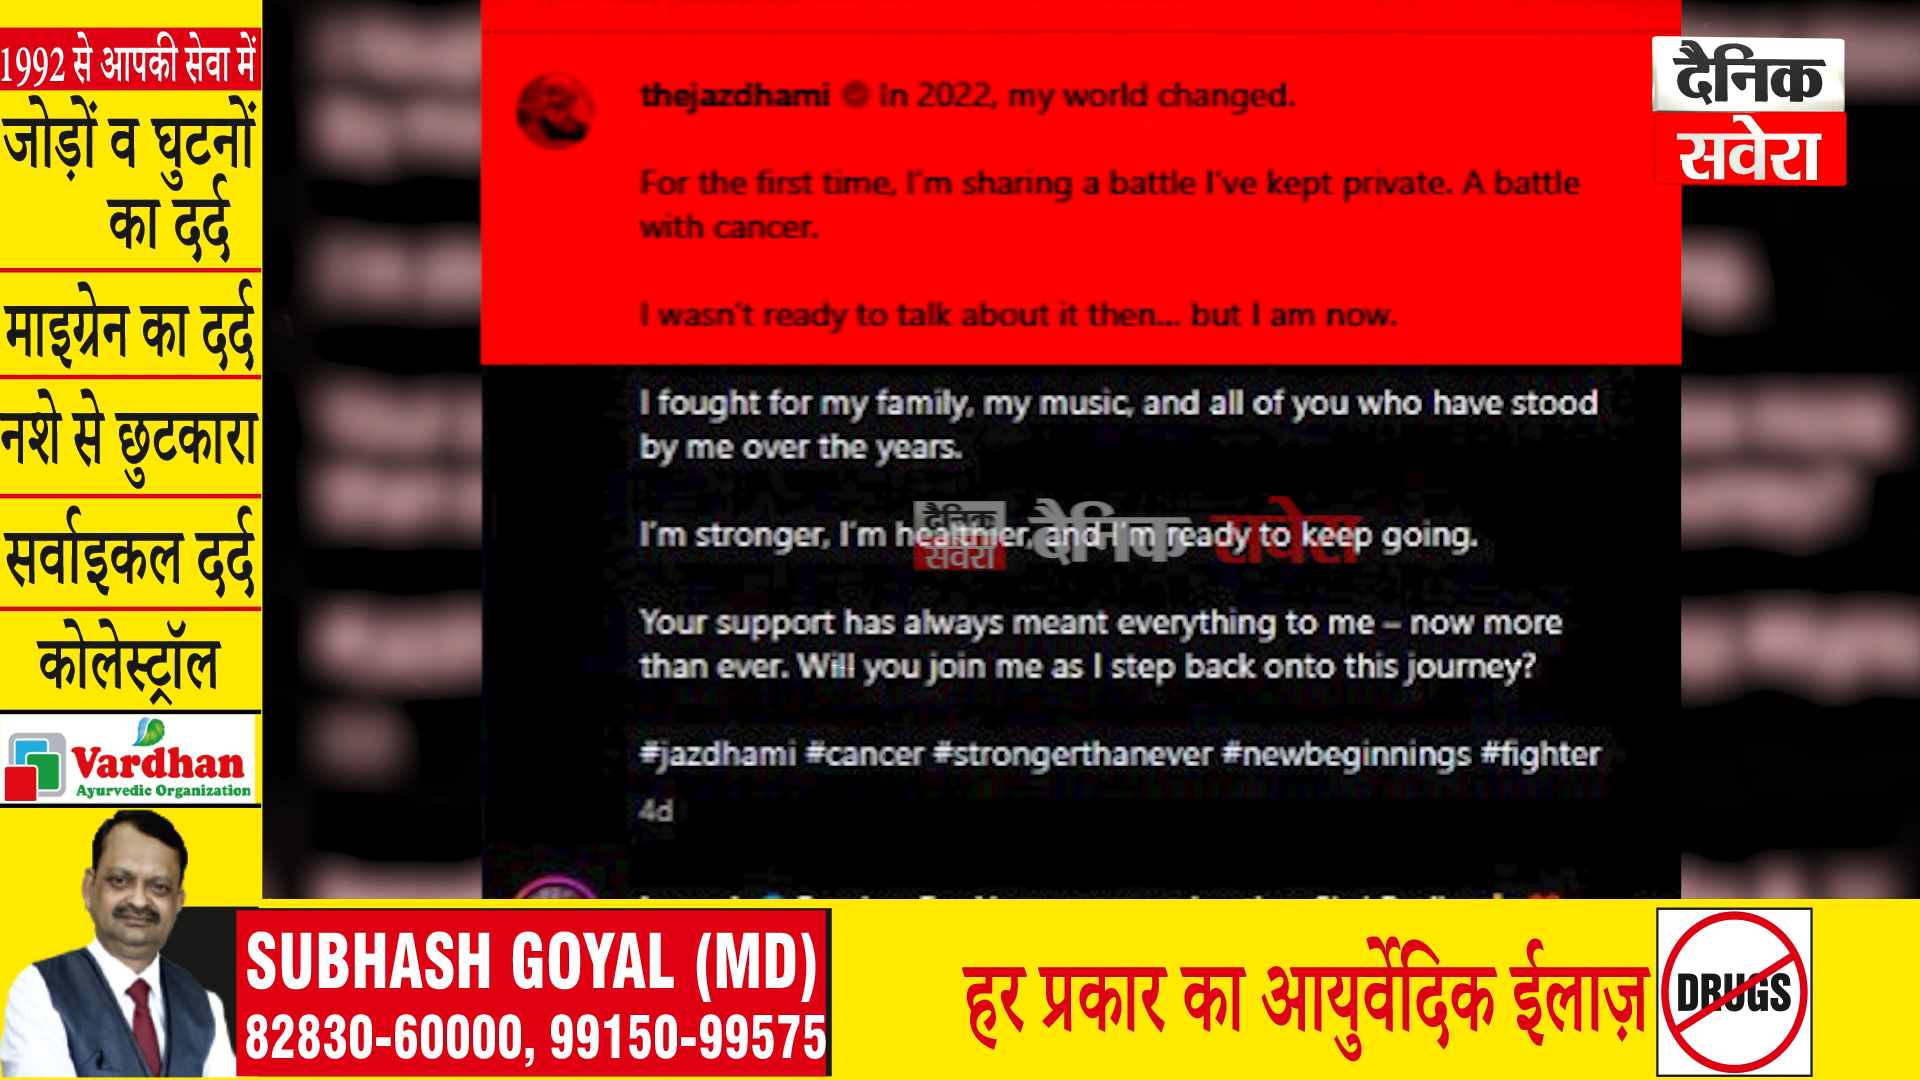 1992 से आपकी सेवा में
जोड़ों व घुटनों
का दर्द
माइग्रेन का दर्द
नशे से छुटकारा
सर्वाइकल दर्द
कोलेस्ट्रॉल
Vardhan
Ayurvedic Organization
thejazdhami In 2022, my world changed.
For the first time, I'm sharing a battle I've kept private. A battle
with cancer.
I wasn't ready to talk about it then... but I am now.
I fought for my family, my music, and all of you who have stood
by me over the years.
I'm stronger, I'm healthier, and I'm ready to keep going.
दैनिक
सवेरा
दैनिक सवेरा
Your support has always meant everything to me – now more
than ever. Will you join me as I step back onto this journey?
#jazdhami #cancer #strongerthanever #newbeginnings #fighter
4d
दैनिक
सवेरा
SUBHASH GOYAL (MD)
82830-60000, 99150-99575
हर प्रकार का आयुर्वेदिक ईलाज़
DRUGS